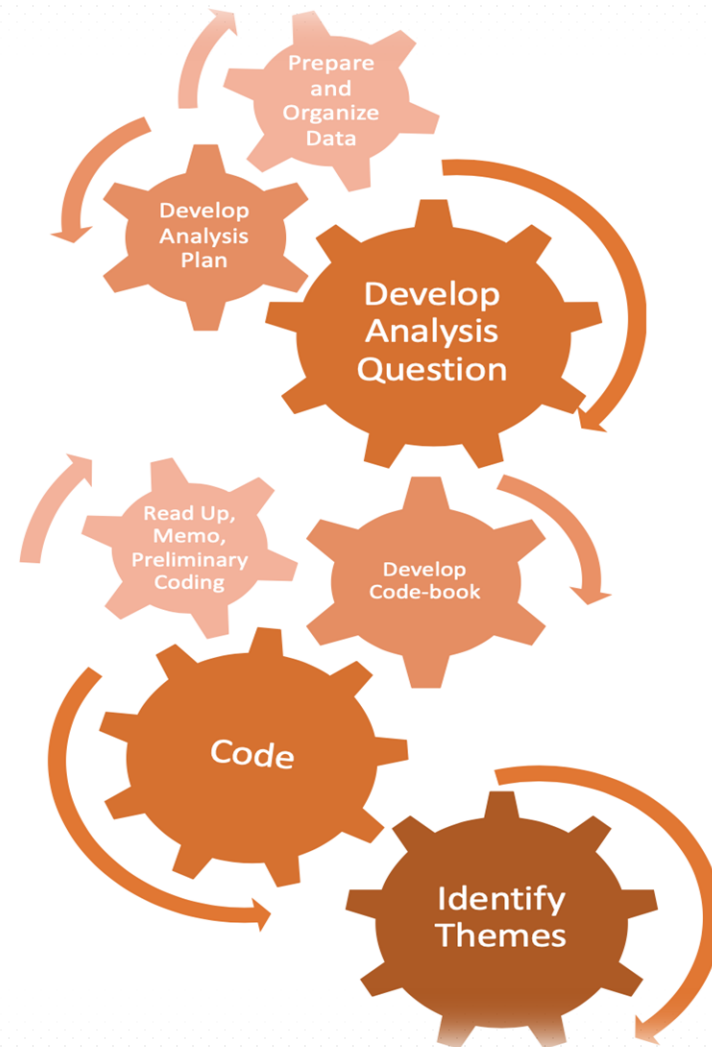 Prepare
and
Organize
Data
Develop
Analysis
Plan
Develop
Analysis
Question
Read Up,
Memo,
Preliminary
Coding
Develop
Code-book
Code
Identify
Themes